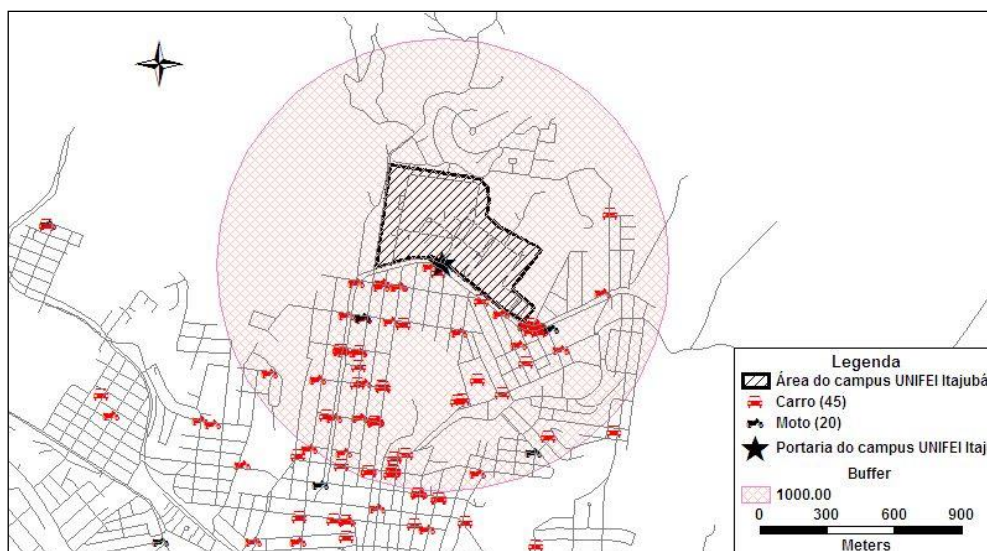 Legenda
Área do campus UNIFEI Itajubá
Carro (45)
Moto (20)
Portaria do campus UNIFEI Itaj
Buffer
1000.00
0 300 600 900
Meters